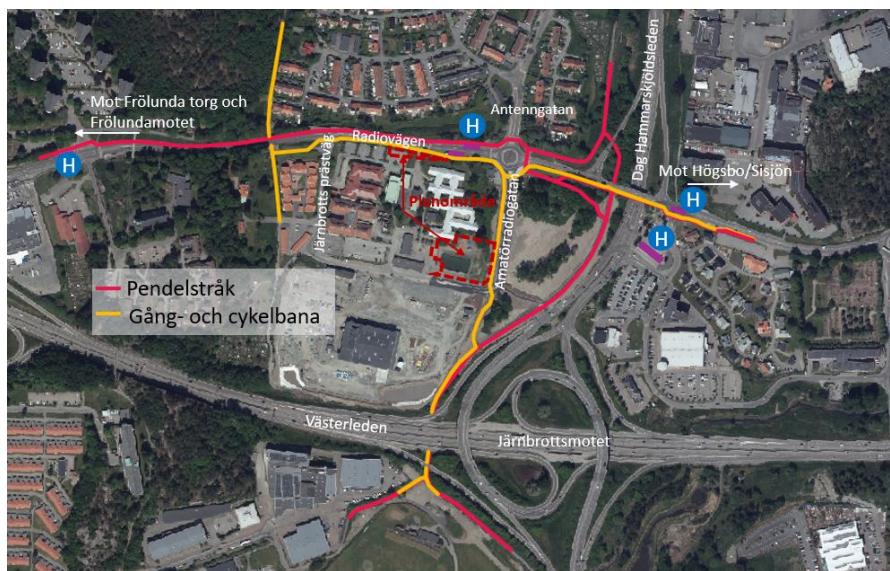 Mot Frölunda torg och
Frölundamotet
H
Radiovägen
H
Antenngatan
Dag Hammarskjöldsleden
Mot Högsbo/Sisjön
H
H
Järnbrotts prästväg
Planområde
Amatörradiogatan
Pendelstråk
Gång- och cykelbana
Västerleden
Järnbrottsmotet